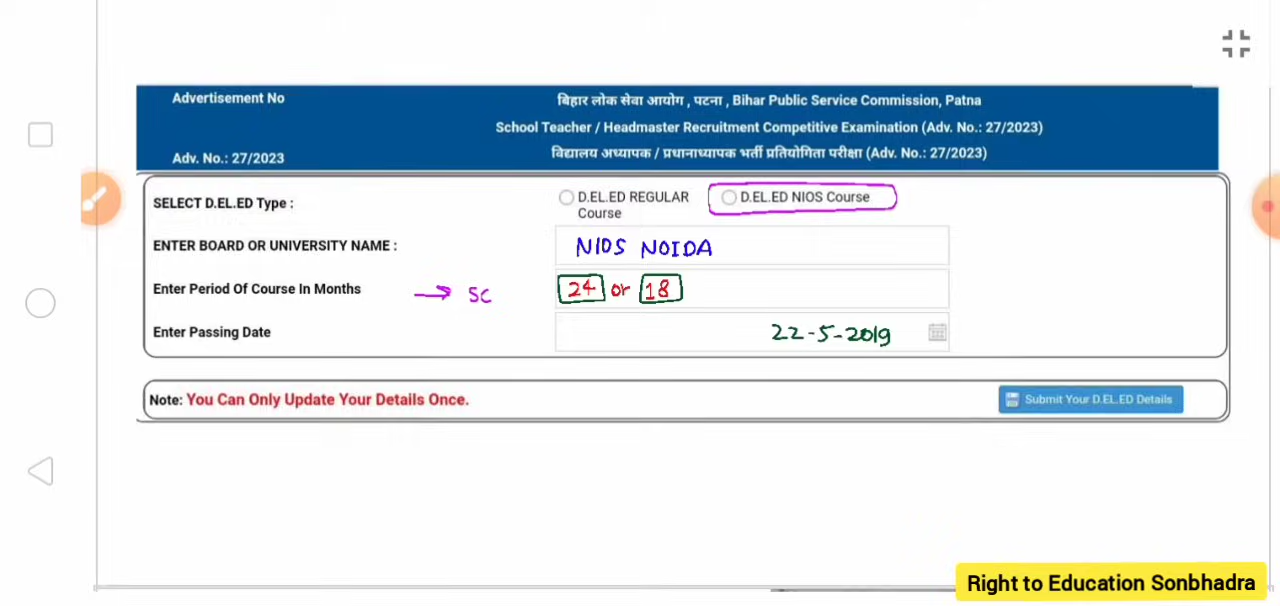 Advertisement No
बिहार लोक सेवा आयोग , पटना , Bihar Public Service Commission, Patna
School Teacher / Headmaster Recruitment Competitive Examination (Adv. No.: 27/2023)
Adv. No.: 27/2023
विद्यालय अध्यापक / प्रधानाध्यापक भर्ती प्रतियोगिता परीक्षा (Adv. No.: 27/2023)
SELECT D.EL.ED Type :
D.EL.ED REGULAR Course
D.EL.ED NIOS Course
ENTER BOARD OR UNIVERSITY NAME :
NIOS NOIDA
Enter Period Of Course In Months
→ SC
24 or 18
Enter Passing Date
22-5-2019
Note: You Can Only Update Your Details Once.
Submit Your D.EL.ED Details
Right to Education Sonbhadra